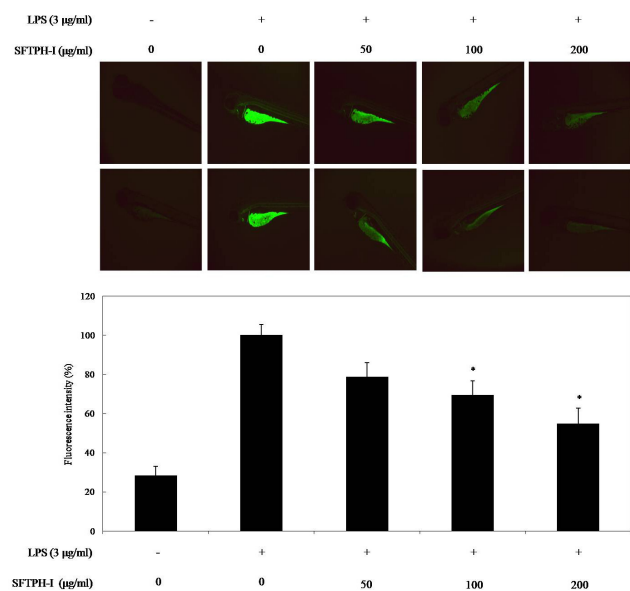 LPS (3 μg/ml) - + + + +
SFTPH-I (μg/ml) 0 0 50 100 200
120
100
80
60
40
20
0
Fluorescence intensity (%)
*
*
LPS (3 μg/ml) - + + + +
SFTPH-I (μg/ml) 0 0 50 100 200